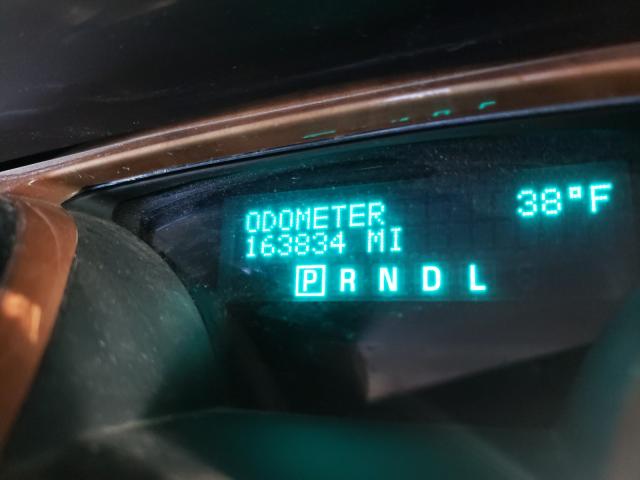 ODOMETER
163834 MI
38°F
P R N D L